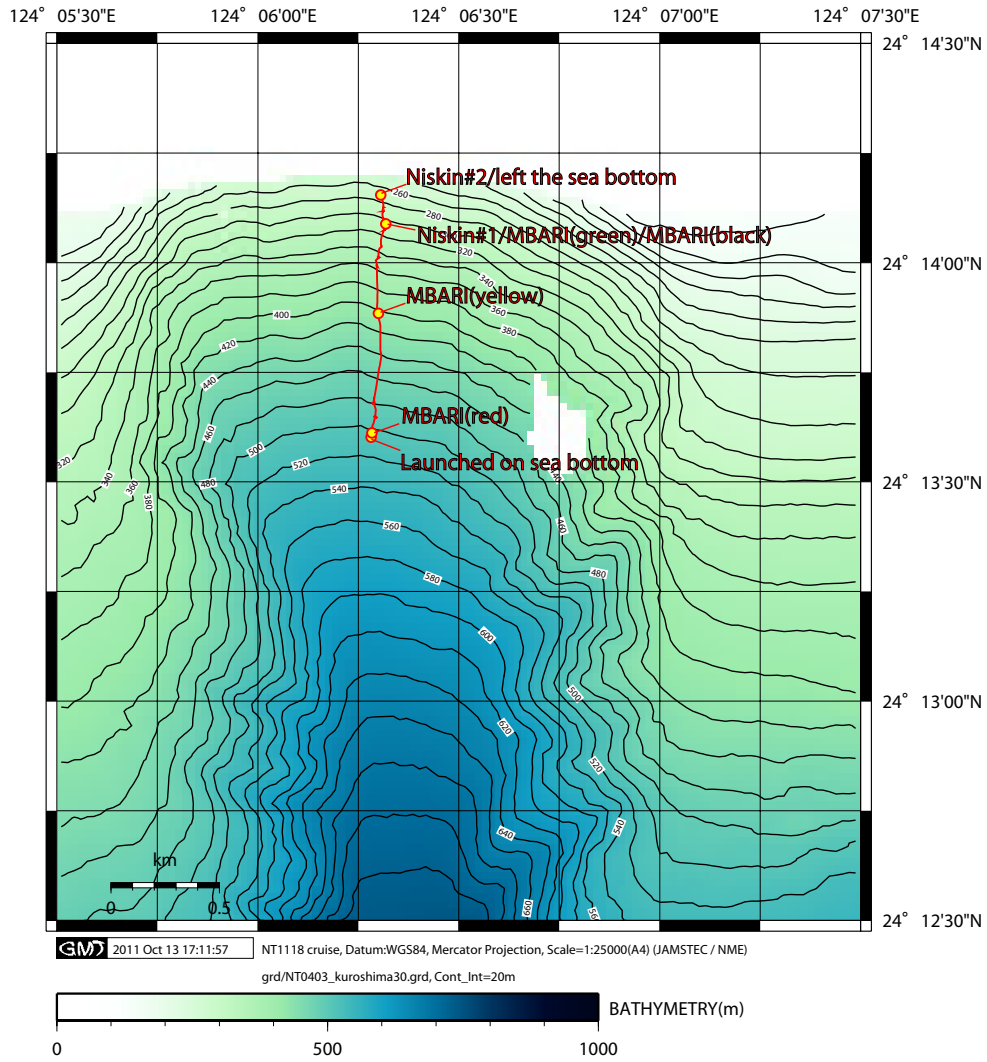 124° 05'30"E 124° 06'00"E 124° 06'30"E 124° 07'00"E 124° 07'30"E
24° 14'30"N
Niskin#2/left the sea bottom
260
280
Niskin#1/MBARI(green)/MBARI(black)
320
24° 14'00"N
340
MBARI(yellow)
360
400
380
420
440
MBARI(red)
460
500
Launched on sea bottom
320
520
340
440
24° 13'30"N
360
480
540
380
560
460
480
580
600
500
24° 13'00"N
620
520
540
640
km
660
560
0 0.5
24° 12'30"N
GMT 2011 Oct 13 17:11:57 NT1118 cruise, Datum:WGS84, Mercator Projection, Scale=1:25000(A4) (JAMSTEC / NME)
grd/NT0403_kuroshima30.grd, Cont_Int=20m
BATHYMETRY(m)
0 500 1000